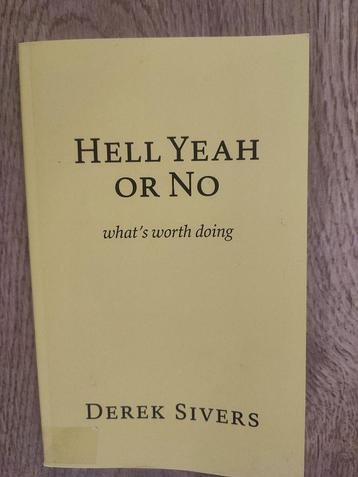 HELL YEAH
OR NO
what's worth doing
DEREK SIVERS